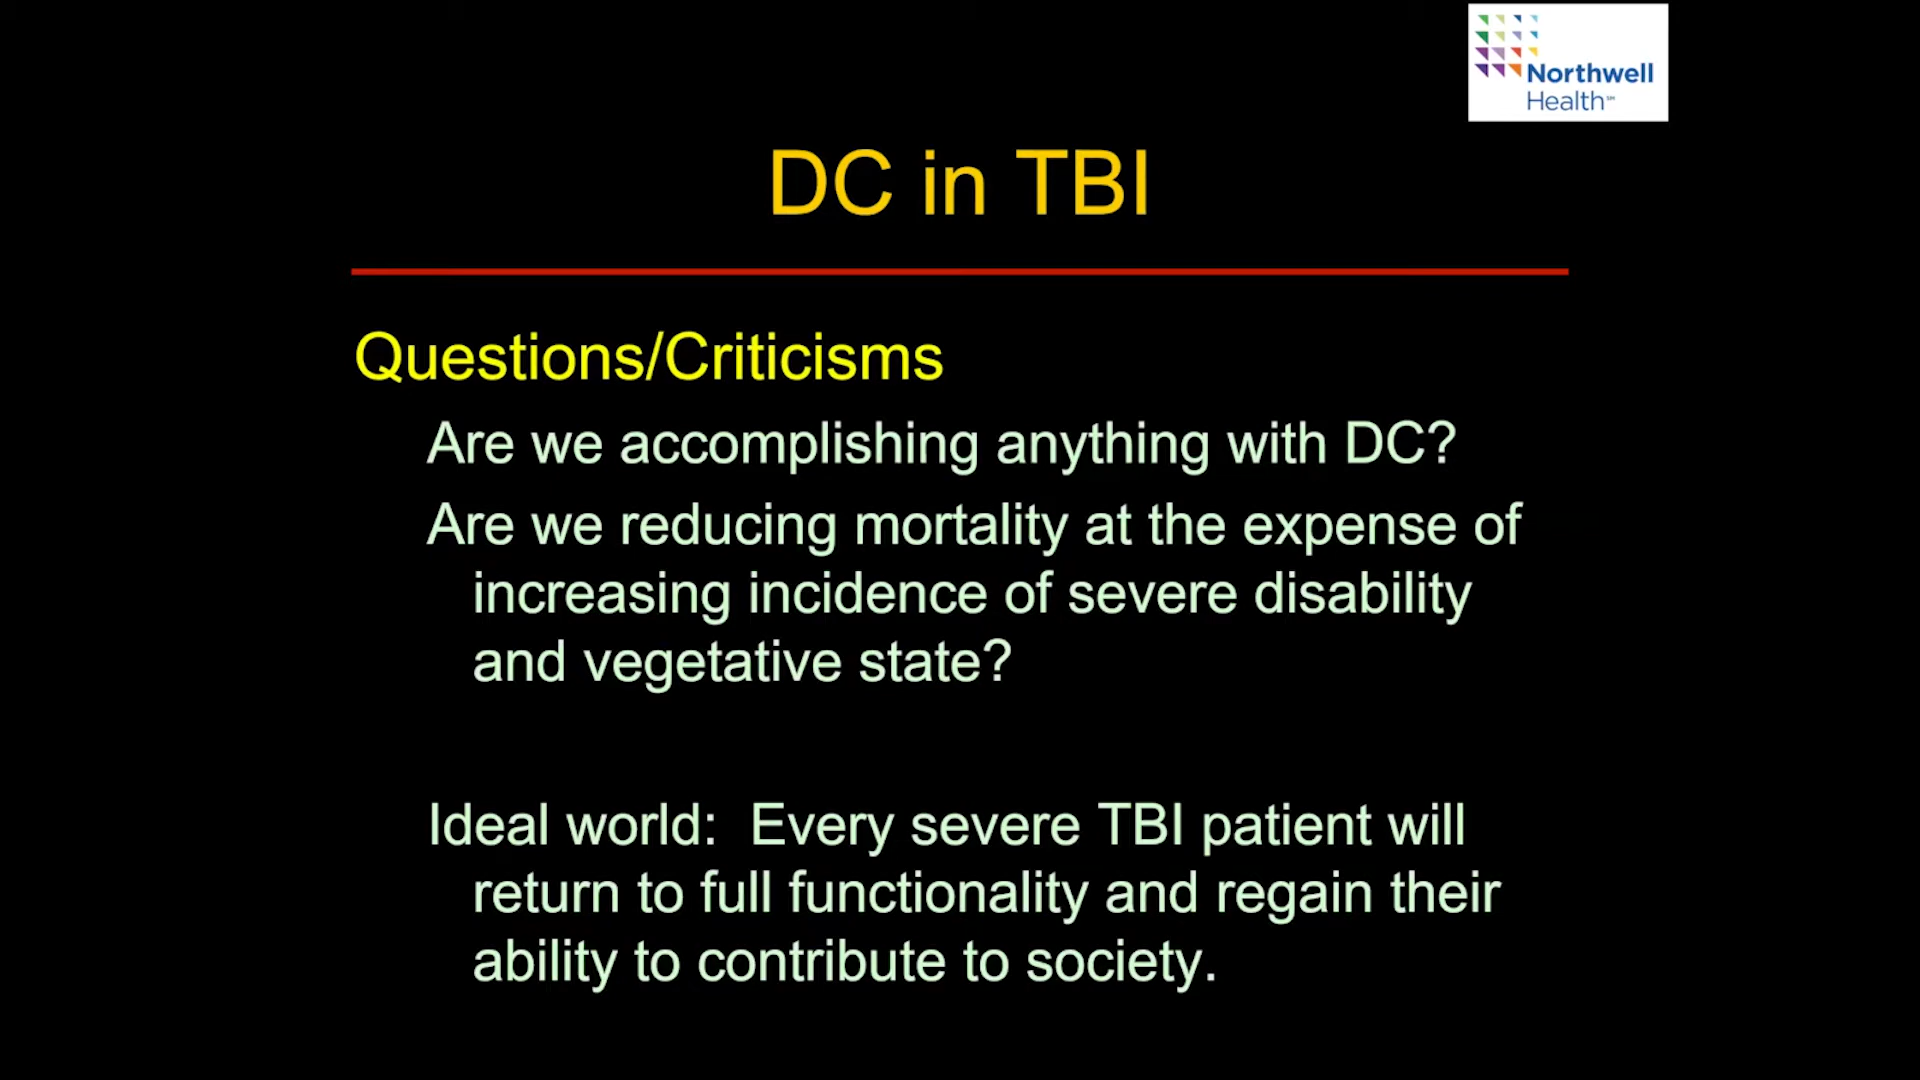 Northwell
Health℠
DC in TBI
Questions/Criticisms
Are we accomplishing anything with DC?
Are we reducing mortality at the expense of
increasing incidence of severe disability
and vegetative state?
Ideal world:  Every severe TBI patient will
return to full functionality and regain their
ability to contribute to society.